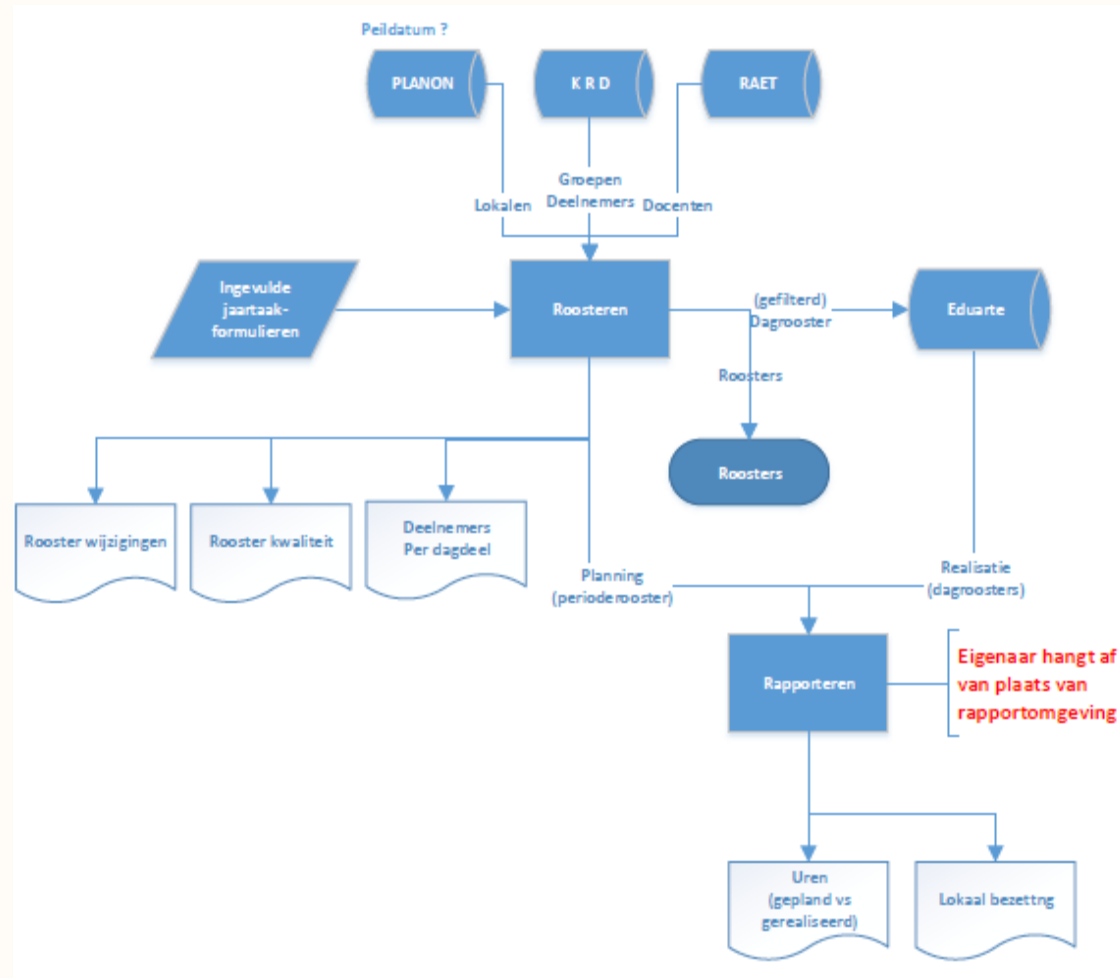 Peildatum ?
PLANON
K R D
RAET
Groepen
Deelnemers
Lokalen
Docenten
Ingevulde
jaartaak-
formulieren
Roosteren
(gefilterd)
Dagrooster
Eduarte
Roosters
Roosters
Rooster wijzigingen
Rooster kwaliteit
Deelnemers
Per dagdeel
Planning
(perioderooster)
Realisatie
(dagroosters)
Rapporteren
Eigenaar hangt af
van plaats van
rapportomgeving
Uren
(gepland vs
gerealiseerd)
Lokaal bezettng